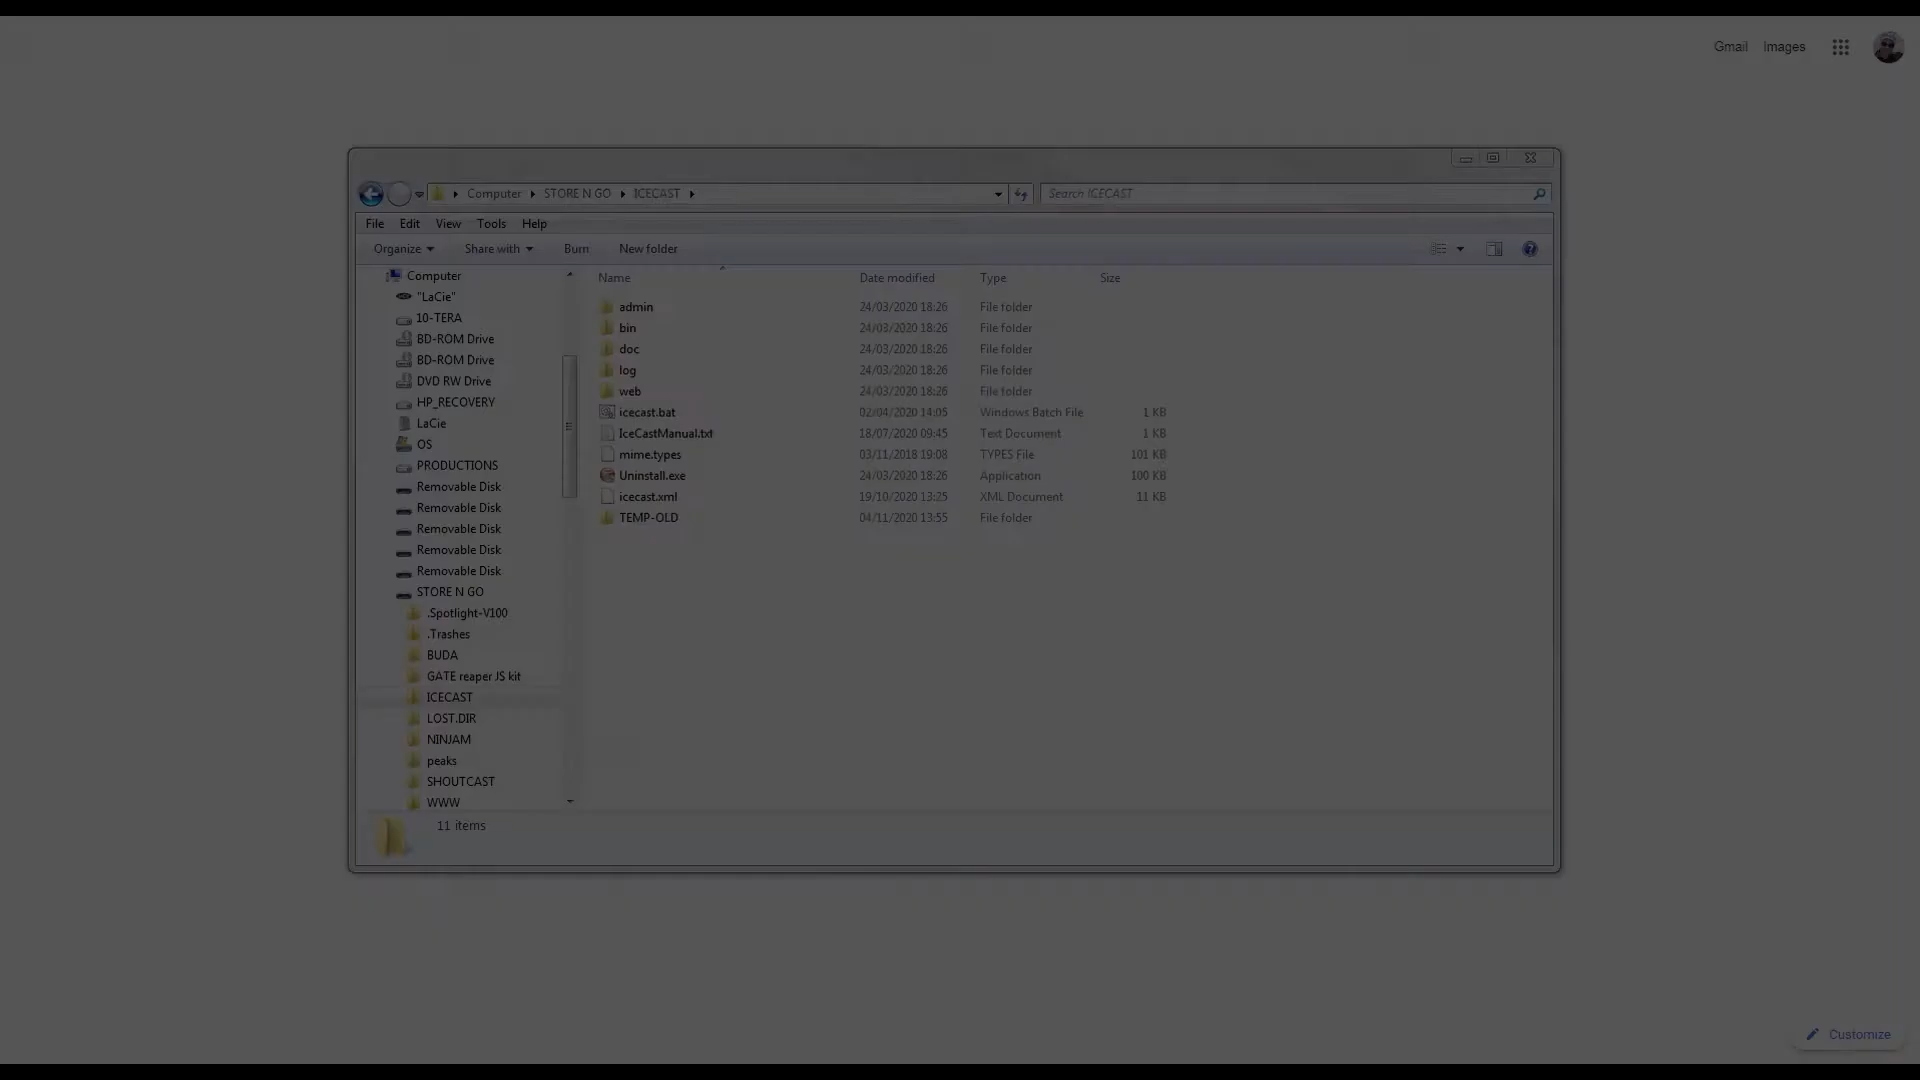 Gmail Images
Computer STORE N GO ICECAST Search ICECAST
File Edit View Tools Help
Organize Share with Burn New folder
Computer
"LaCie"
10-TERA
BD-ROM Drive
BD-ROM Drive
DVD RW Drive
HP_RECOVERY
LaCie
OS
PRODUCTIONS
Removable Disk
Removable Disk
Removable Disk
Removable Disk
Removable Disk
STORE N GO
.Spotlight-V100
.Trashes
BUDA
GATE reaper JS kit
ICECAST
LOST.DIR
NINJAM
peaks
SHOUTCAST
WWW
Name Date modified Type Size
admin 24/03/2020 18:26 File folder
bin 24/03/2020 18:26 File folder
doc 24/03/2020 18:26 File folder
log 24/03/2020 18:26 File folder
web 24/03/2020 18:26 File folder
icecast.bat 02/04/2020 14:05 Windows Batch File 1 KB
IceCastManual.txt 18/07/2020 09:45 Text Document 1 KB
mime.types 03/11/2018 19:08 TYPES File 101 KB
Uninstall.exe 24/03/2020 18:26 Application 100 KB
icecast.xml 19/10/2020 13:25 XML Document 11 KB
TEMP-OLD 04/11/2020 13:55 File folder
11 items
Customize